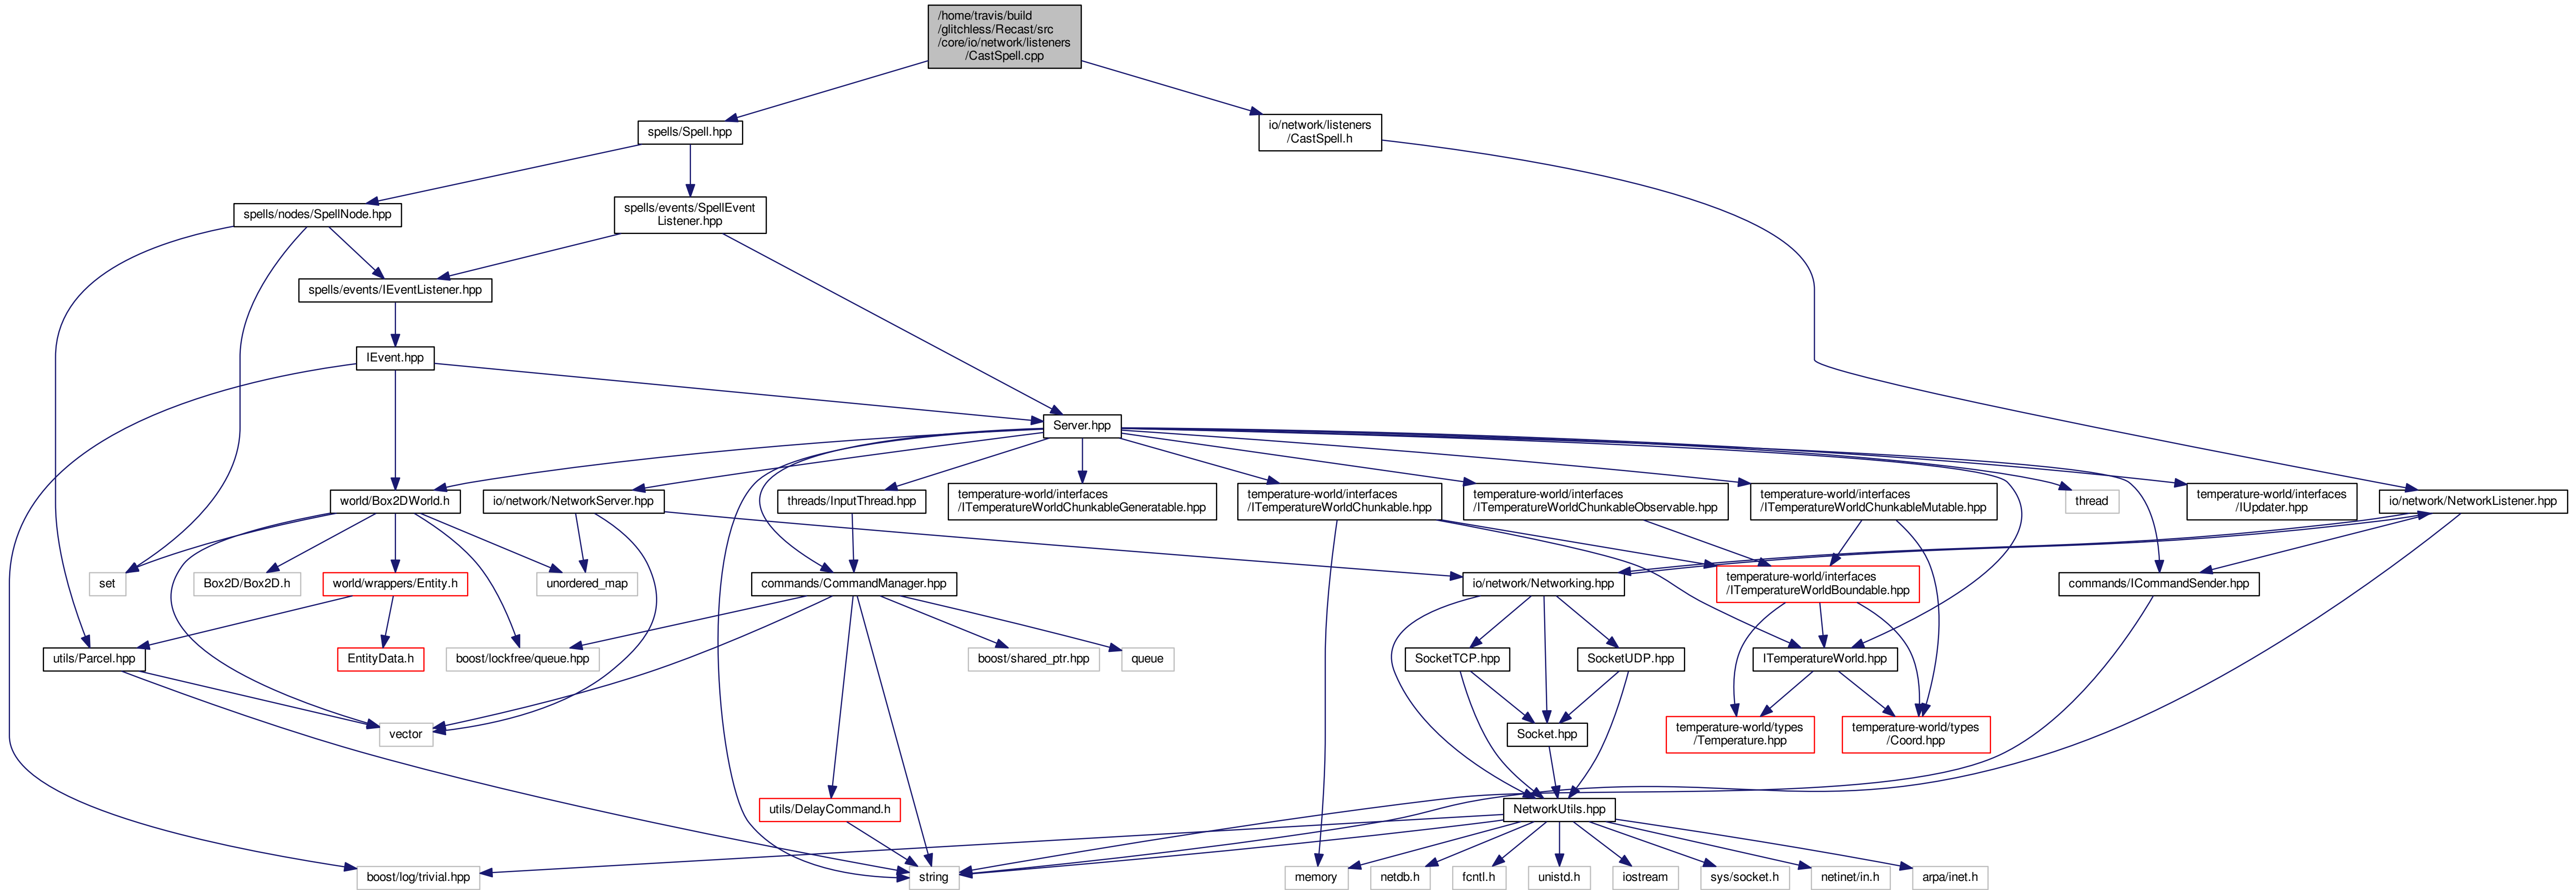 /home/travis/build
/glitchless/Recast/src
/core/io/network/listeners
/CastSpell.cpp
spells/Spell.hpp
io/network/listeners
/CastSpell.h
spells/nodes/SpellNode.hpp
spells/events/SpellEvent
Listener.hpp
spells/events/IEventListener.hpp
IEvent.hpp
Server.hpp
world/Box2DWorld.h
io/network/NetworkServer.hpp
threads/InputThread.hpp
temperature-world/interfaces
/ITemperatureWorldChunkableGeneratable.hpp
temperature-world/interfaces
/ITemperatureWorldChunkable.hpp
temperature-world/interfaces
/ITemperatureWorldChunkableObservable.hpp
temperature-world/interfaces
/ITemperatureWorldChunkableMutable.hpp
thread
temperature-world/interfaces
/IUpdater.hpp
io/network/NetworkListener.hpp
set
Box2D/Box2D.h
world/wrappers/Entity.h
unordered_map
commands/CommandManager.hpp
io/network/Networking.hpp
temperature-world/interfaces
/ITemperatureWorldBoundable.hpp
commands/ICommandSender.hpp
utils/Parcel.hpp
EntityData.h
boost/lockfree/queue.hpp
boost/shared_ptr.hpp
queue
SocketTCP.hpp
SocketUDP.hpp
ITemperatureWorld.hpp
vector
Socket.hpp
temperature-world/types
/Temperature.hpp
temperature-world/types
/Coord.hpp
utils/DelayCommand.h
NetworkUtils.hpp
boost/log/trivial.hpp
string
memory
netdb.h
fcntl.h
unistd.h
iostream
sys/socket.h
netinet/in.h
arpa/inet.h